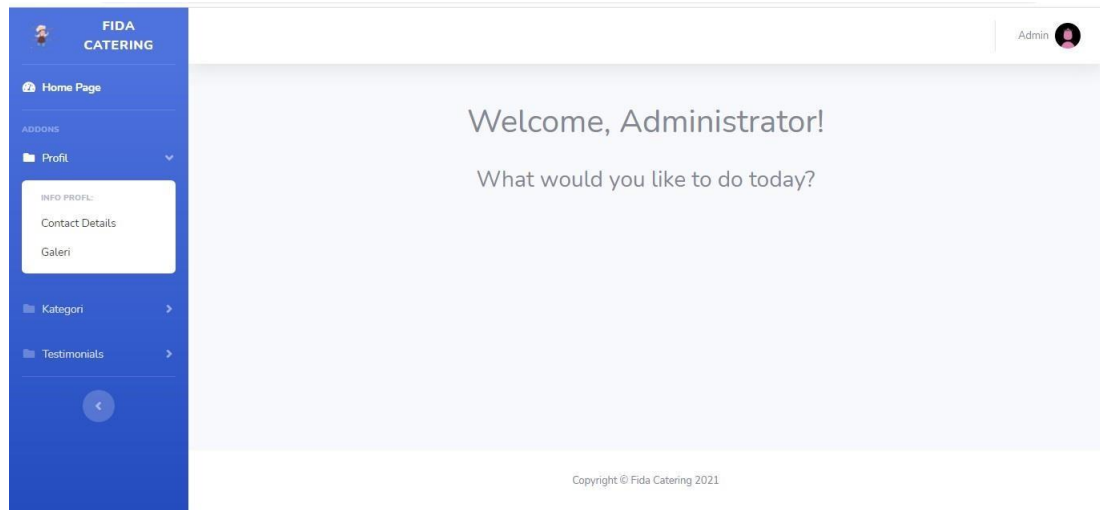 FIDA
CATERING
Admin
Home Page
ADDONS
Profil
INFO PROFL:
Contact Details
Galeri
Kategori
Testimonials
Welcome, Administrator!
What would you like to do today?
Copyright © Fida Catering 2021